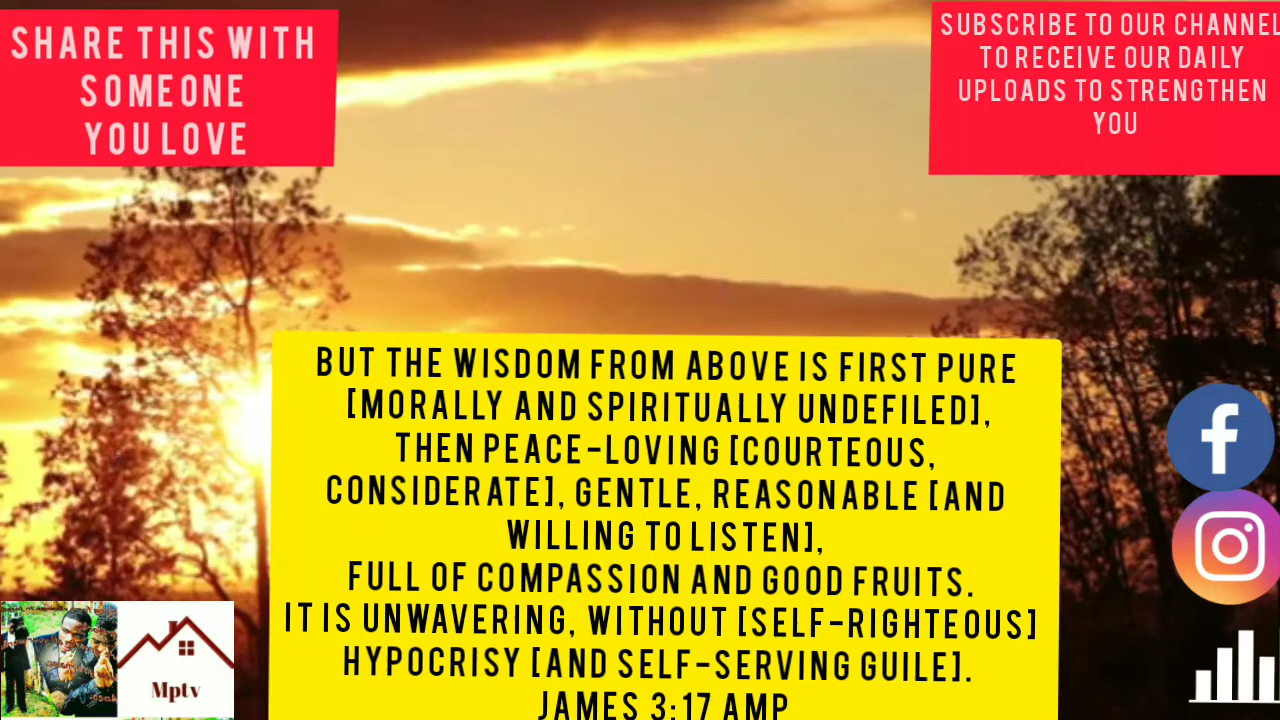 SHARE THIS WITH
SOMEONE
YOU LOVE
SUBSCRIBE TO OUR CHANNEL
TO RECEIVE OUR DAILY
UPLOADS TO STRENGTHEN
YOU
BUT THE WISDOM FROM ABOVE IS FIRST PURE
[MORALLY AND SPIRITUALLY UNDEFILED],
THEN PEACE-LOVING [COURTEOUS,
CONSIDERATE], GENTLE, REASONABLE [AND
WILLING TO LISTEN],
FULL OF COMPASSION AND GOOD FRUITS.
IT IS UNWAVERING, WITHOUT [SELF-RIGHTEOUS]
HYPOCRISY [AND SELF-SERVING GUILE].
JAMES 3:17 AMP
Mptv